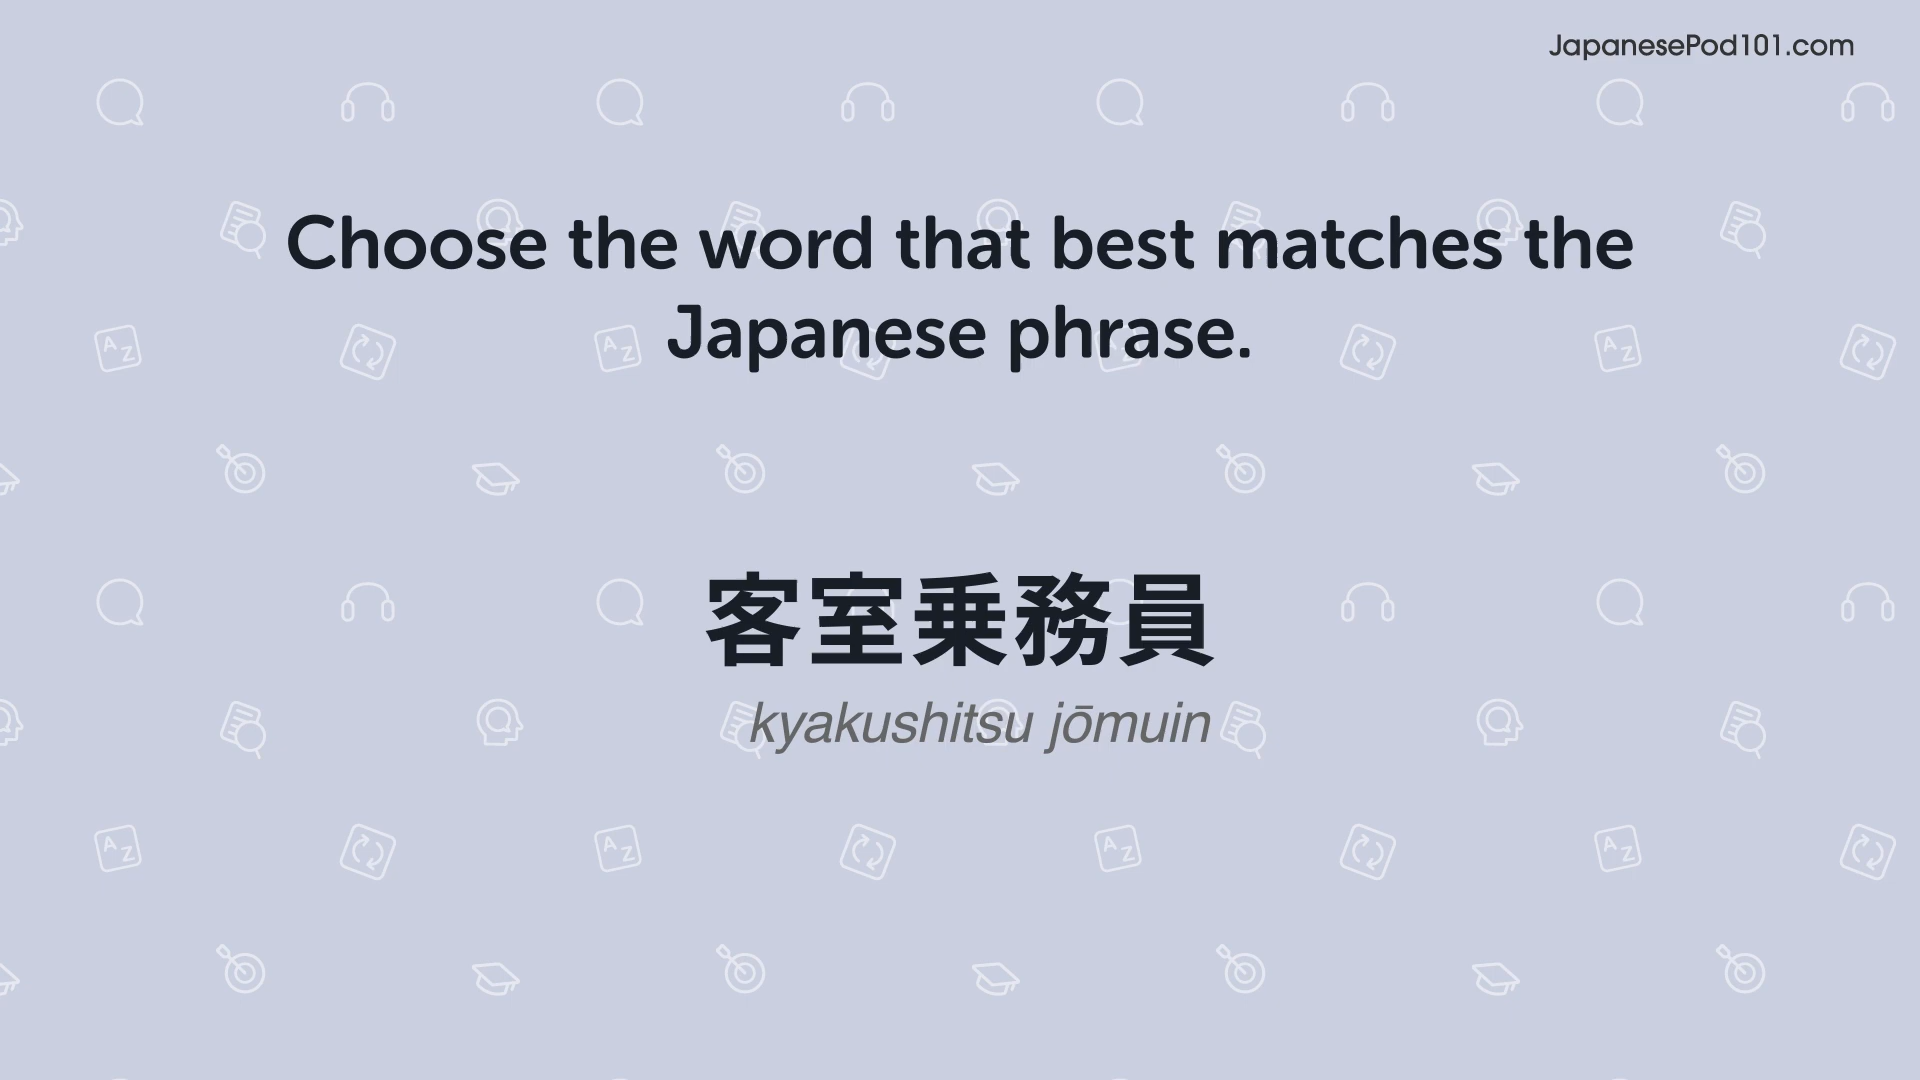 JapanesePod101.com
Choose the word that best matches the
Japanese phrase.
客室乗務員
kyakushitsu jōmuin